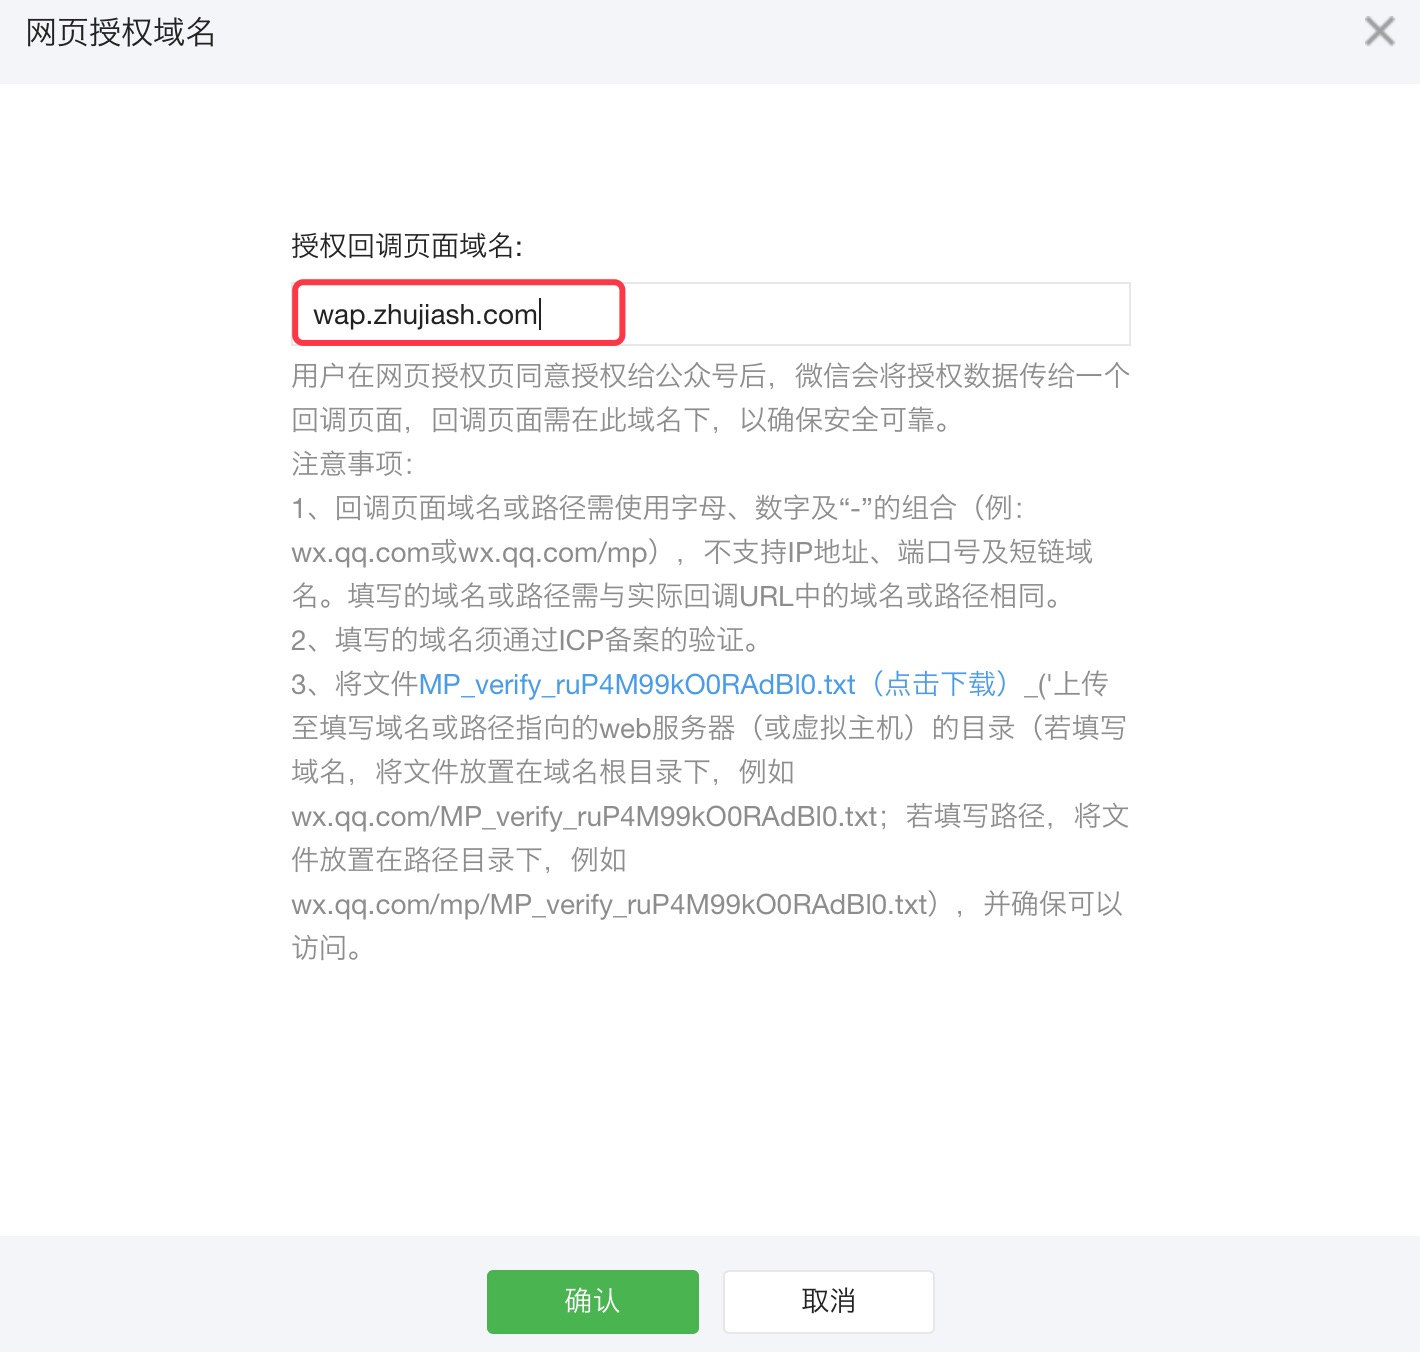 网页授权域名
授权回调页面域名:
wap.zhujiash.com
用户在网页授权页同意授权给公众号后，微信会将授权数据传给一个
回调页面，回调页面需在此域名下，以确保安全可靠。
注意事项：
1、回调页面域名或路径需使用字母、数字及“-”的组合（例：
wx.qq.com或wx.qq.com/mp），不支持IP地址、端口号及短链域
名。填写的域名或路径需与实际回调URL中的域名或路径相同。
2、填写的域名须通过ICP备案的验证。
3、将文件MP_verify_ruP4M99kO0RAdBl0.txt（点击下载）_('上传
至填写域名或路径指向的web服务器（或虚拟主机）的目录（若填写
域名，将文件放置在域名根目录下，例如
wx.qq.com/MP_verify_ruP4M99kO0RAdBl0.txt；若填写路径，将文
件放置在路径目录下，例如
wx.qq.com/mp/MP_verify_ruP4M99kO0RAdBl0.txt），并确保可以
访问。
确认
取消